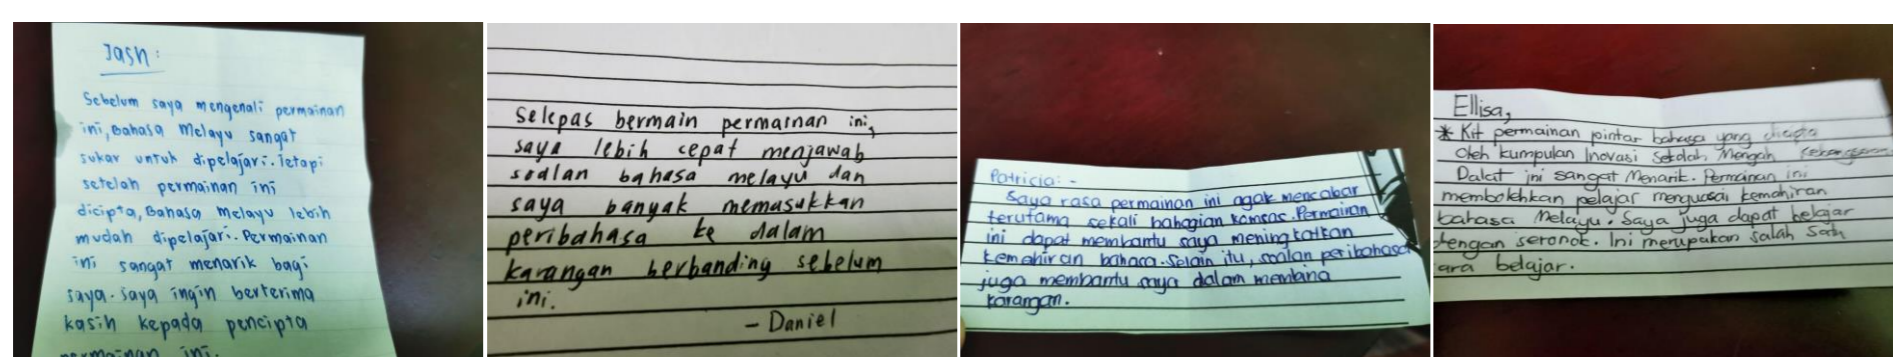 Jash:
Sebelum saya mengenali permainan
ini, Bahasa Melayu sangat
sukar untuk dipelajari. Tetapi
setelah permainan ini
dicipta, Bahasa Melayu lebih
mudah dipelajari. Permainan
ini sangat menarik bagi
saya. Saya ingin berterima
kasih kepada pencipta
permainan ini.
Selepas bermain permainan ini,
saya lebih cepat menjawab
soalan bahasa melayu dan
saya banyak memasukkan
peribahasa ke dalam
karangan berbanding sebelum
ini.
- Daniel
Patricia: -
Saya rasa permainan ini agak mencabar
terutama sekali bahagian komsas. Permainan
ini dapat membantu saya meningkatkan
kemahiran bahasa. Selain itu, soalan peribahasa
juga membantu saya dalam membina
karangan.
Ellisa,
* Kit permainan pintar bahasa yang dicipta
Oleh kumpulan Inovasi Sekolah Mengah Kebangsaan
Dalat ini sangat Menarik. Permainan ini
membolehkan pelajar menguasai kemahiran
bahasa Melayu. Saya juga dapat belajar
dengan seronok. Ini merupakan salah satu
ara belajar.